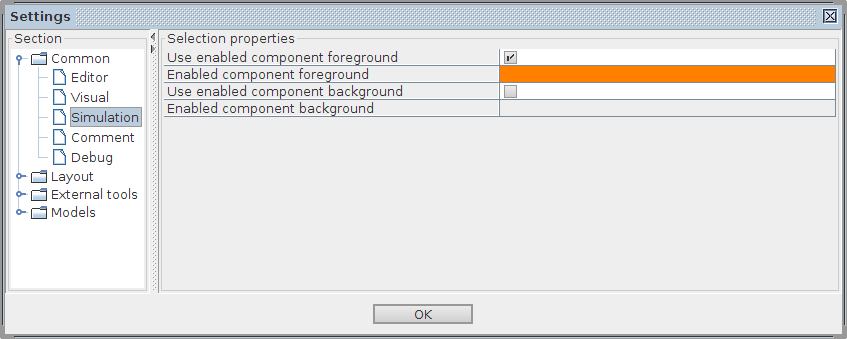 Settings
Section
Common
Editor
Visual
Simulation
Comment
Debug
Layout
External tools
Models
Selection properties
Use enabled component foreground
Enabled component foreground
Use enabled component background
Enabled component background
OK